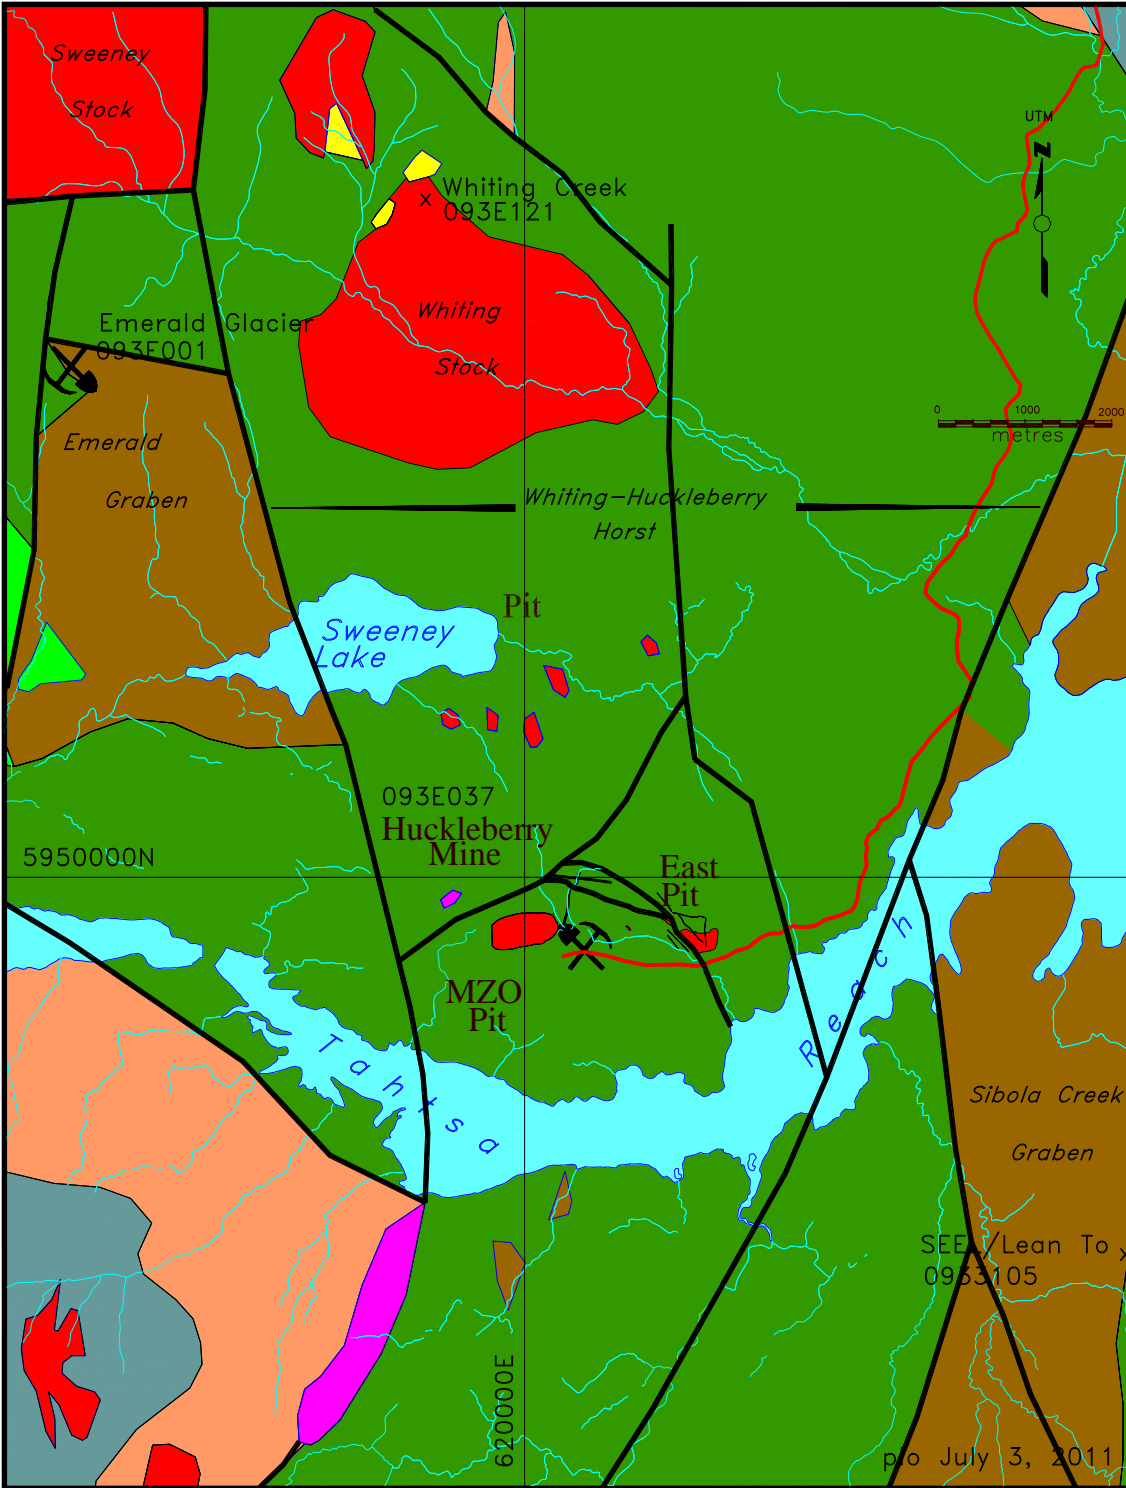 Sweeney
Stock
UTM
N
Whiting Creek
093E121
Whiting
Stock
Emerald Glacier
093E001
0 1000 2000
metres
Emerald
Graben
Whiting-Huckleberry
Horst
Pit
Sweeney
Lake
093E037
Huckleberry
Mine
5950000N
East
Pit
MZO
Pit
Tahtsa
Reach
Sibola Creek
Graben
SEEL/Lean To x
0933105
620000E
plo July 3, 2011